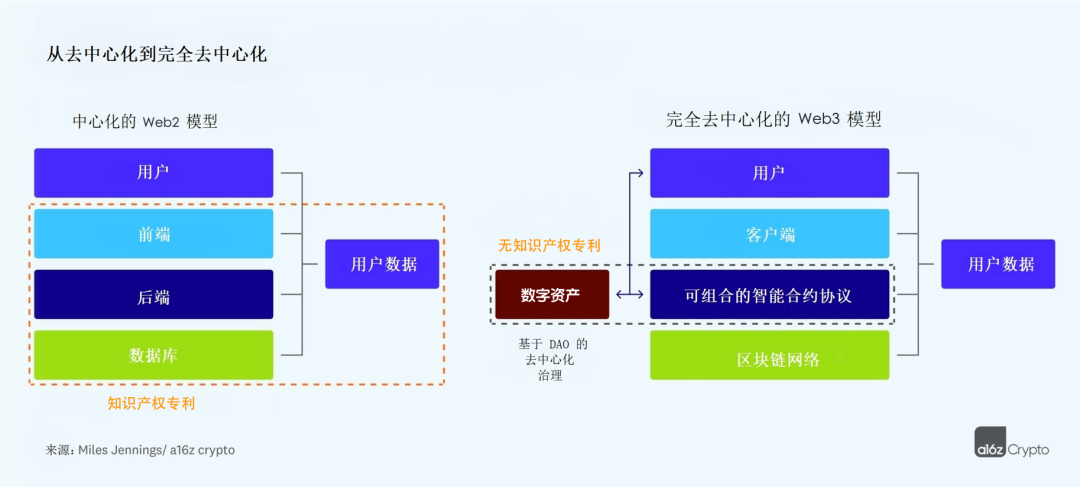 从去中心化到完全去中心化
中心化的 Web2 模型
用户
前端
后端
数据库
用户数据
知识产权专利
完全去中心化的 Web3 模型
用户
客户端
无知识产权专利
数字资产
可组合的智能合约协议
用户数据
基于 DAO 的
去中心化
治理
区块链网络
来源: Miles Jennings/ a16z crypto
a16z Crypto